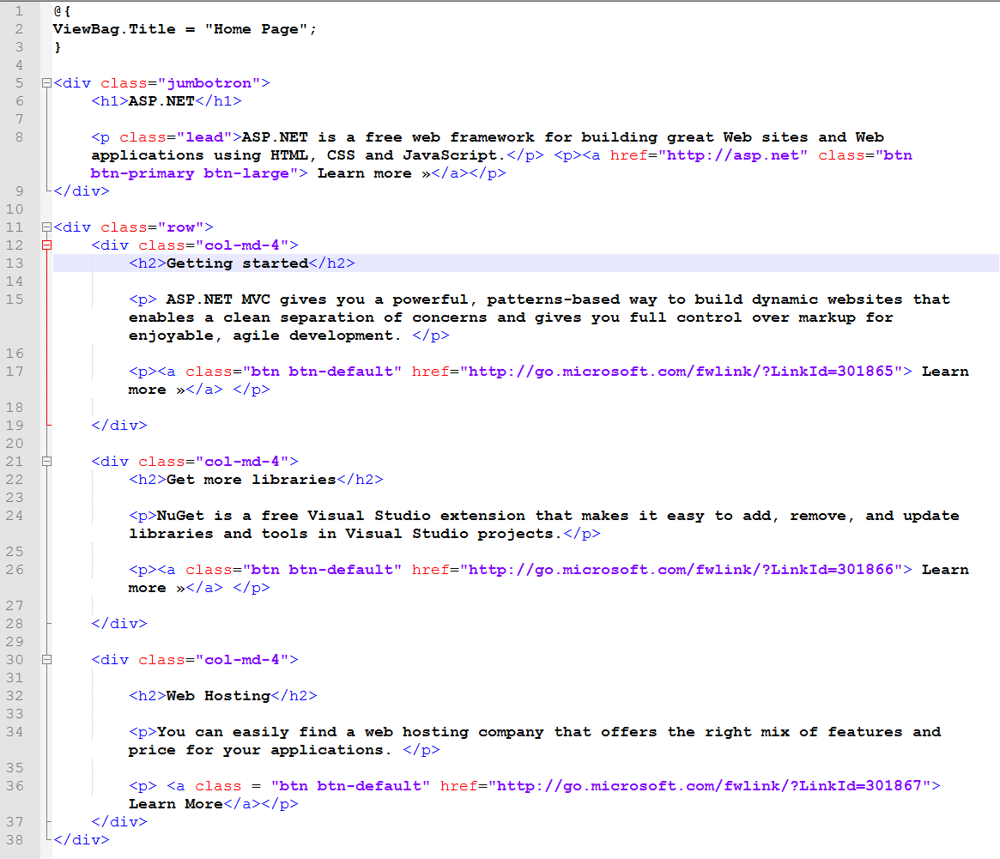 1 @{
2 ViewBag.Title = "Home Page";
3 }
4
5 <div class="jumbotron">
6 <h1>ASP.NET</h1>
7
8 <p class="lead">ASP.NET is a free web framework for building great Web sites and Web
applications using HTML, CSS and JavaScript.</p> <p><a href="http://asp.net" class="btn
btn-primary btn-large"> Learn more »</a></p>
9 </div>
10
11 <div class="row">
12 <div class="col-md-4">
13 <h2>Getting started</h2>
14
15 <p> ASP.NET MVC gives you a powerful, patterns-based way to build dynamic websites that
enables a clean separation of concerns and gives you full control over markup for
enjoyable, agile development. </p>
16
17 <p><a class="btn btn-default" href="http://go.microsoft.com/fwlink/?LinkId=301865"> Learn
more »</a> </p>
18
19 </div>
20
21 <div class="col-md-4">
22 <h2>Get more libraries</h2>
23
24 <p>NuGet is a free Visual Studio extension that makes it easy to add, remove, and update
libraries and tools in Visual Studio projects.</p>
25
26 <p><a class="btn btn-default" href="http://go.microsoft.com/fwlink/?LinkId=301866"> Learn
more »</a> </p>
27
28 </div>
29
30 <div class="col-md-4">
31
32 <h2>Web Hosting</h2>
33
34 <p>You can easily find a web hosting company that offers the right mix of features and
price for your applications. </p>
35
36 <p> <a class = "btn btn-default" href="http://go.microsoft.com/fwlink/?LinkId=301867">
Learn More</a></p>
37 </div>
38 </div>